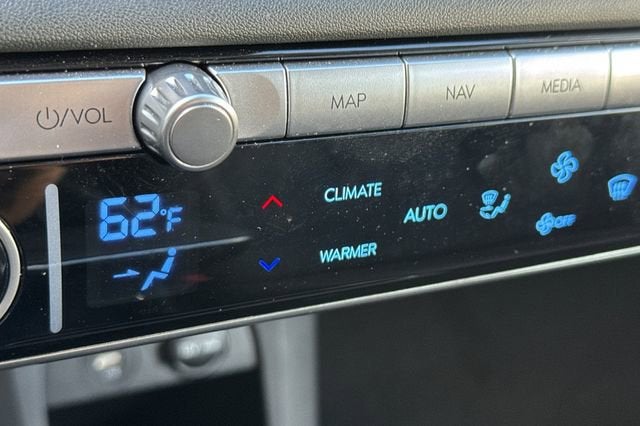 /VOL
MAP
NAV
MEDIA
62°F
CLIMATE
AUTO
WARMER
OFF